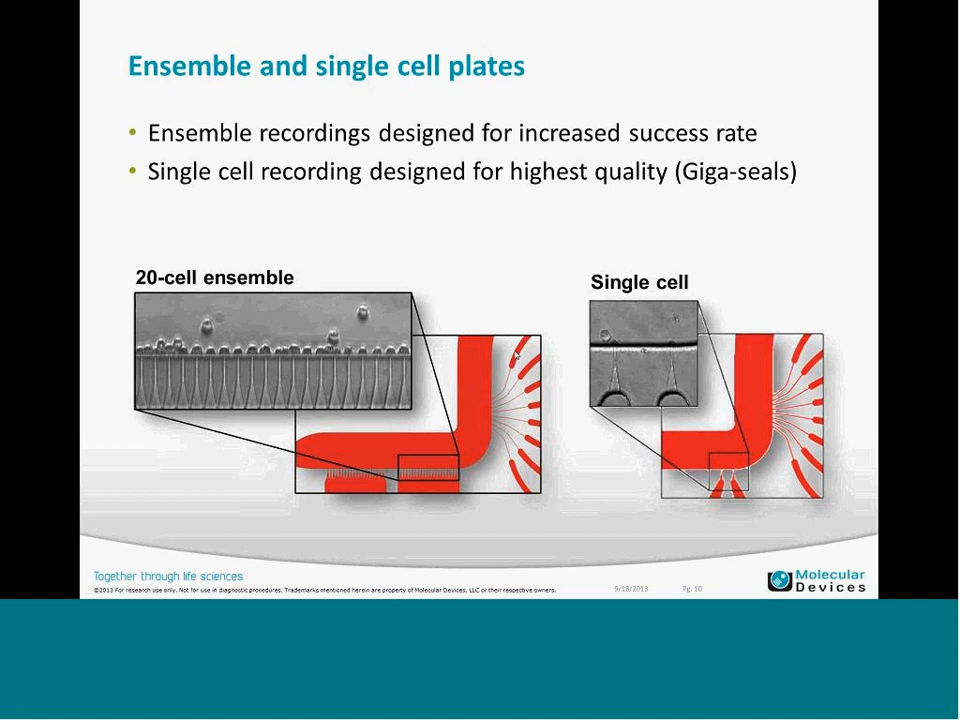 Ensemble and single cell plates
• Ensemble recordings designed for increased success rate
• Single cell recording designed for highest quality (Giga-seals)
20-cell ensemble
Single cell
Together through life sciences
©2013 For research use only. Not for use in diagnostic procedures. Trademarks mentioned herein are property of Molecular Devices, LLC or their respective owners.
9/18/2013
Pg. 10
Molecular
Devices